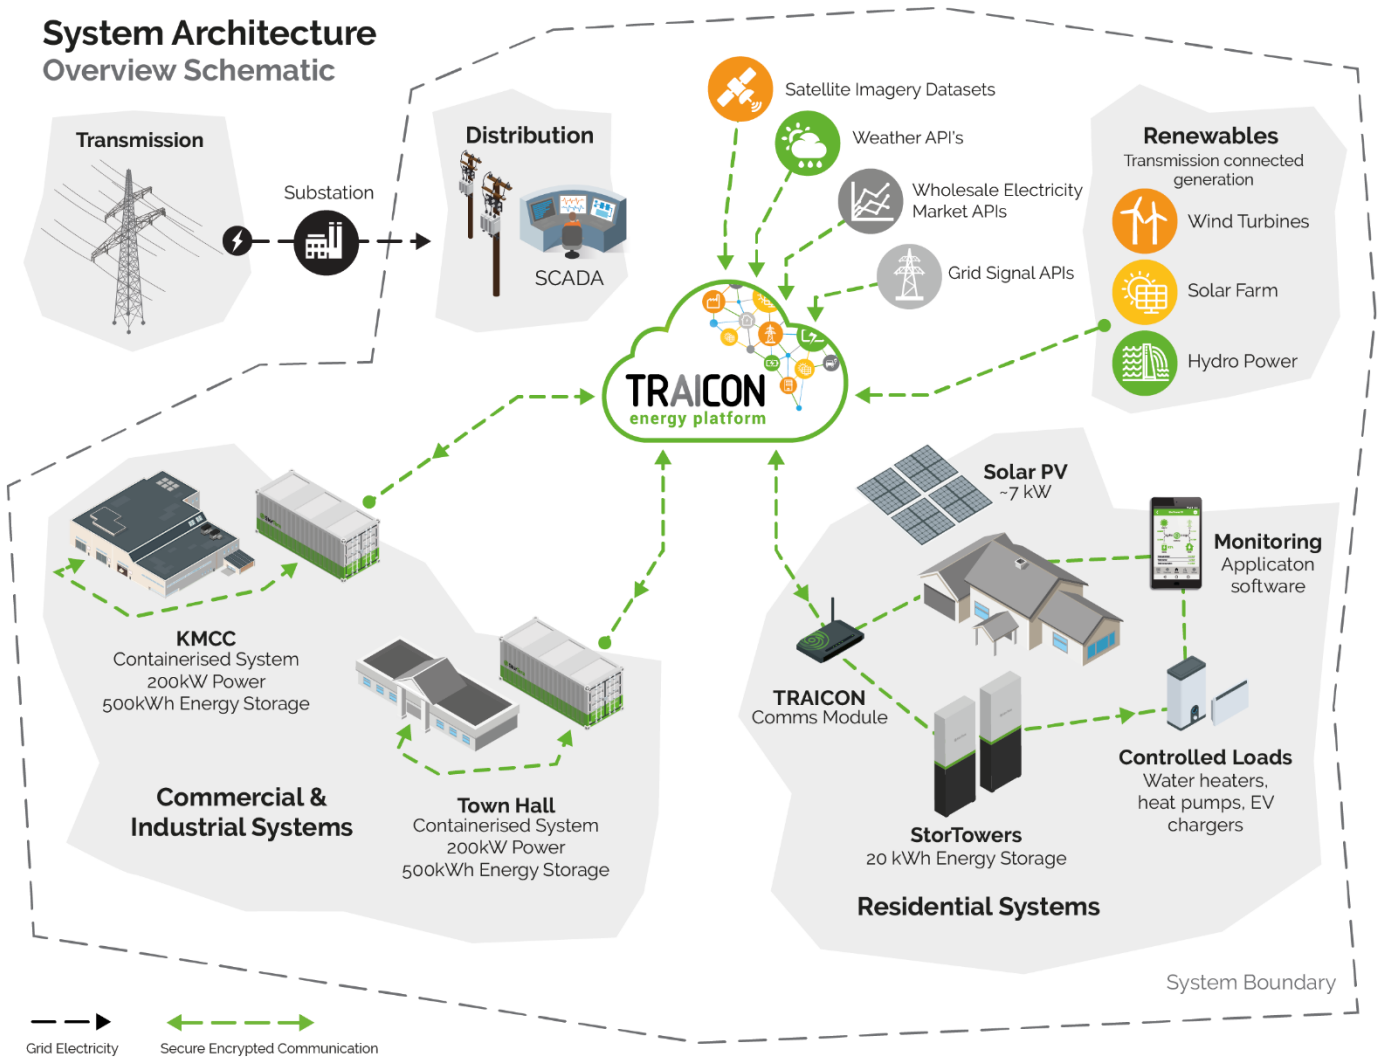 System Architecture
Overview Schematic
Transmission
Substation
Distribution
SCADA
Satellite Imagery Datasets
Weather API's
Wholesale Electricity
Market APIs
Grid Signal APIs
Renewables
Transmission connected
generation
Wind Turbines
Solar Farm
Hydro Power
TRAICON
energy platform
KMCC
Containerised System
200kW Power
500kWh Energy Storage
Town Hall
Containerised System
200kW Power
500kWh Energy Storage
Commercial &
Industrial Systems
Solar PV
~7 kW
Monitoring
Applicaton
software
TRAICON
Comms Module
StorTowers
20 kWh Energy Storage
Controlled Loads
Water heaters,
heat pumps, EV
chargers
Residential Systems
System Boundary
Grid Electricity
Secure Encrypted Communication